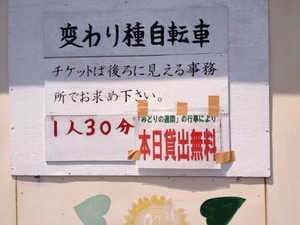 変わり種自転車
チケットは後ろに見える事務
所でお求め下さい。
1人30分
「みどりの週間」の行事により
本日貸出無料